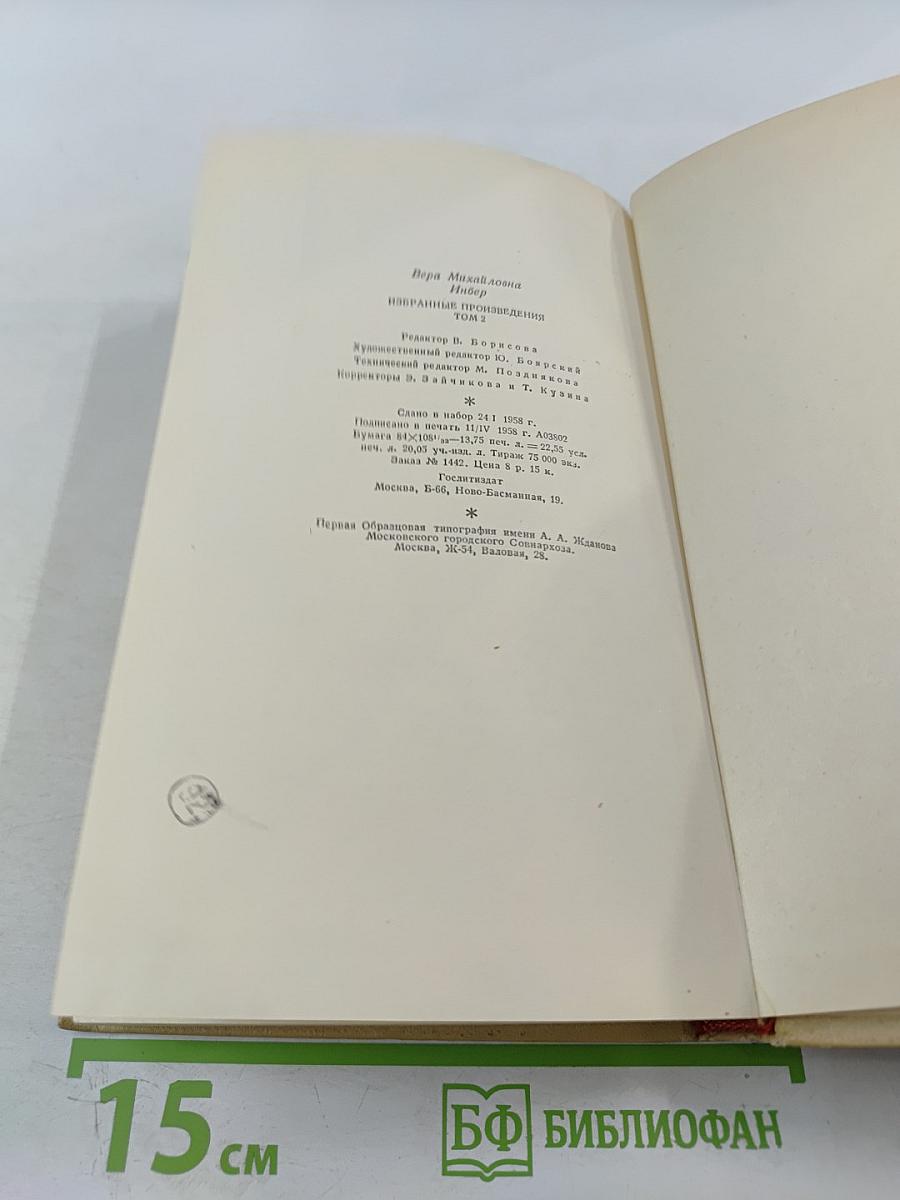 Вера Михайловна
Инбер
ИЗБРАННЫЕ ПРОИЗВЕДЕНИЯ
ТОМ 2
Редактор В. Борисова
Художественный редактор Ю. Боярский
Технический редактор М. Позднякова
Корректоры Э. Зайчикова и Т. Кузина
*
Сдано в набор 24 I 1958 г.
Подписано в печать 11/IV 1958 г. А03802
Бумага 84×108 1/32—13,75 печ. л. = 22,55 усл.
печ. л. 20,05 уч.-изд. л. Тираж 75 000 экз.
Заказ № 1442. Цена 8 р. 15 к.
Гослитиздат
Москва, Б-66, Ново-Басманная, 19.
*
Первая Образцовая типография имени А. А. Жданова
Московского городского Совнархоза.
Москва, Ж-54, Валовая, 28.
15 см
БФ БИБЛИОФАН